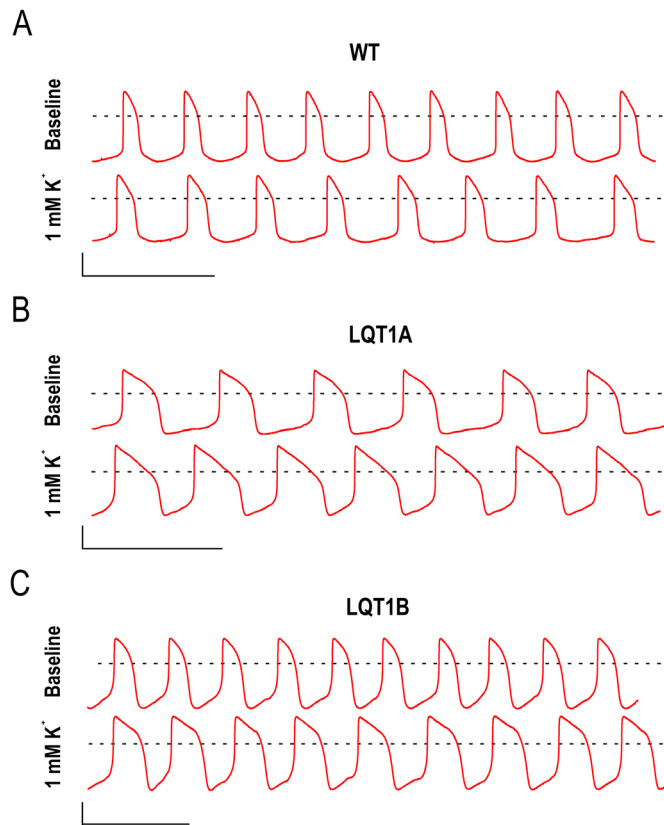 A
WT
Baseline
1 mM K⁺
B
LQT1A
Baseline
1 mM K⁺
C
LQT1B
Baseline
1 mM K⁺